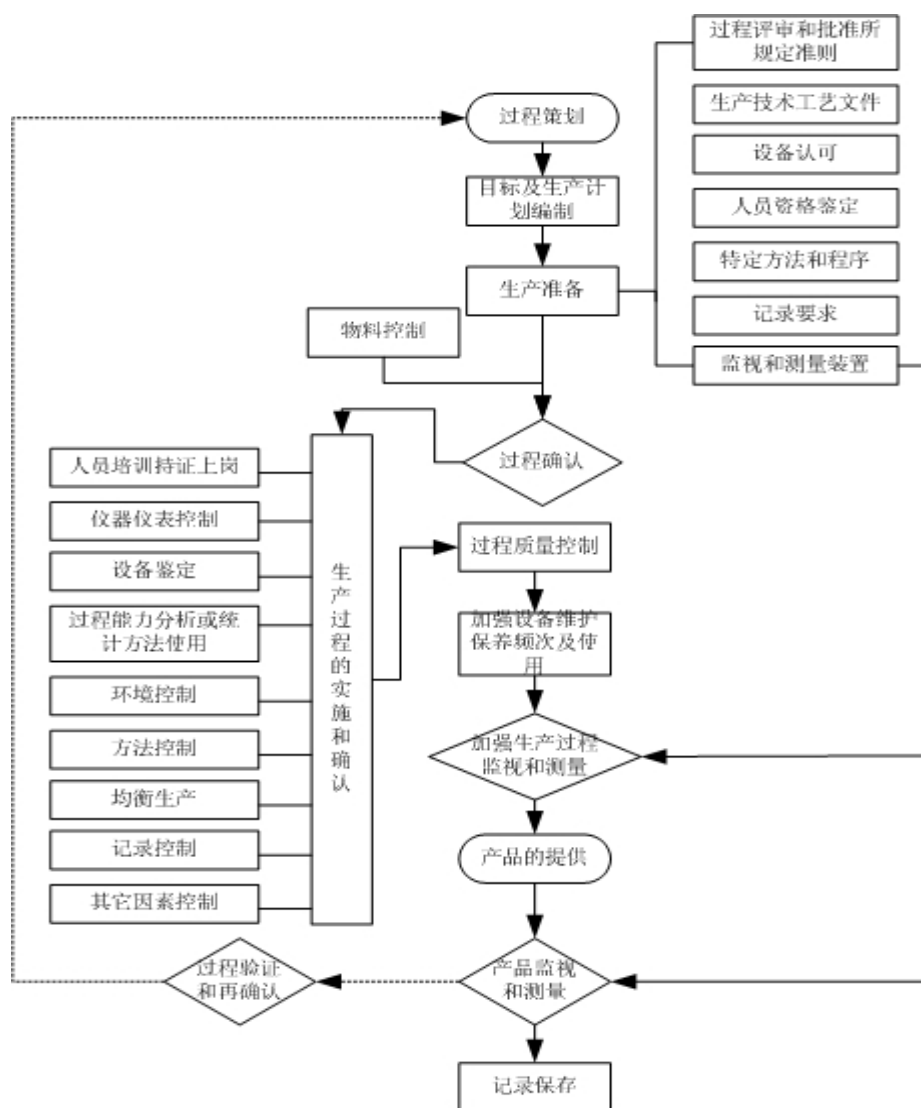 过程评审和批准所
规定准则
生产技术工艺文件
过程策划
设备认可
目标及生产计
划编制
人员资格鉴定
特定方法和程序
生产准备
记录要求
物料控制
监视和测量装置
过程确认
人员培训持证上岗
仪器仪表控制
设备鉴定
过程能力分析或统
计方法使用
环境控制
方法控制
均衡生产
记录控制
其它因素控制
生
产
过
程
的
实
施
和
确
认
过程质量控制
加强设备维护
保养频次及使
用
加强生产过程
监视和测量
产品的提供
产品监视
和测量
过程验证
和再确认
记录保存